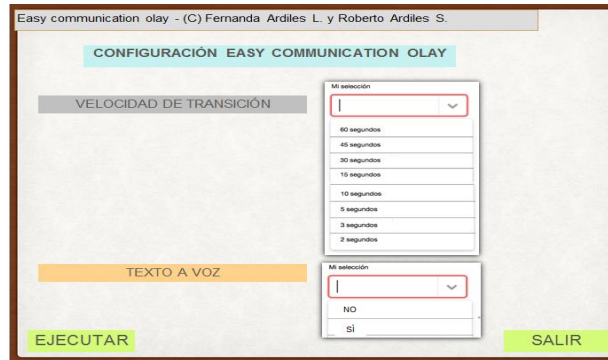 Easy communication olay - (C) Fernanda Ardiles L. y Roberto Ardiles S.
CONFIGURACIÓN EASY COMMUNICATION OLAY
VELOCIDAD DE TRANSICIÓN
Mi selección
60 segundos
45 segundos
30 segundos
15 segundos
10 segundos
5 segundos
3 segundos
2 segundos
TEXTO A VOZ
Mi selección
NO
SÌ
EJECUTAR
SALIR